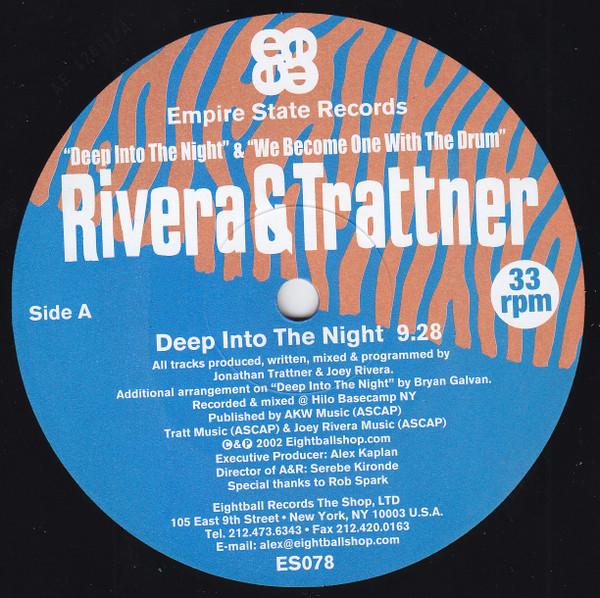 Empire State Records
"Deep Into The Night" & "We Become One With The Drum"
Rivera & Trattner
33
rpm
Side A
Deep Into The Night 9.28
All tracks produced, written, mixed & programmed by
Jonathan Trattner & Joey Rivera.
Additional arrangement on "Deep Into The Night" by Bryan Galvan.
Recorded & mixed @ Hilo Basecamp NY
Published by AKW Music (ASCAP)
Tratt Music (ASCAP) & Joey Rivera Music (ASCAP)
©&℗ 2002 Eightballshop.com
Executive Producer: Alex Kaplan
Director of A&R: Serebe Kironde
Special thanks to Rob Spark
Eightball Records The Shop, LTD
105 East 9th Street • New York, NY 10003 U.S.A.
Tel. 212.473.6343 • Fax 212.420.0163
E-mail: alex@eightballshop.com
ES078